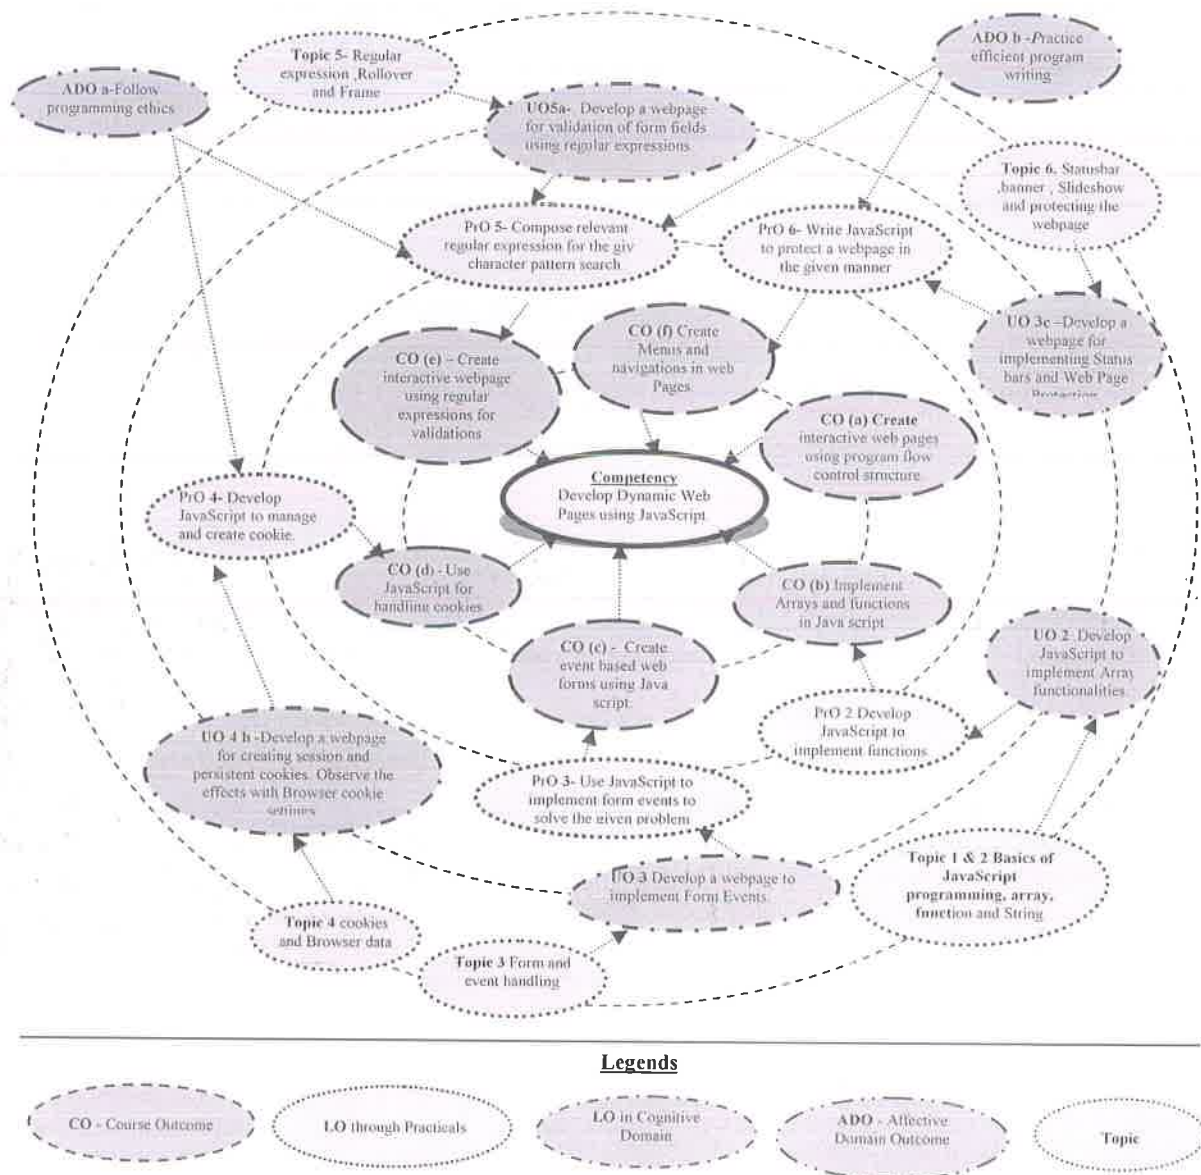 Topic 5- Regular
expression ,Rollover
and Frame
ADO b -Practice
efficient program
writing
ADO a-Follow
programming ethics
UO5a- Develop a webpage
for validation of form fields
using regular expressions
Topic 6. Statusbar
,banner , Slideshow
and protecting the
webpage
PrO 5- Compose relevant
regular expression for the giv
character pattern search
PrO 6- Write JavaScript
to protect a webpage in
the given manner
CO (f) Create
Menus and
navigations in web
Pages.
UO 3c –Develop a
webpage for
implementing Status
bars and Web Page
Protection
CO (e) – Create
interactive webpage
using regular
expressions for
validations
CO (a) Create
interactive web pages
using program flow
control structure
Competency
Develop Dynamic Web
Pages using JavaScript
PrO 4- Develop
JavaScript to manage
and create cookie.
CO (d) - Use
JavaScript for
handling cookies
CO (b) Implement
Arrays and functions
in Java script
CO (c) - Create
event based web
forms using Java
script.
UO 2 Develop
JavaScript to
implement Array
functionalities
PrO 2 Develop
JavaScript to
implement functions
UO 4 b -Develop a webpage
for creating session and
persistent cookies. Observe the
effects with Browser cookie
settings
PrO 3- Use JavaScript to
implement form events to
solve the given problem
UO 3 Develop a webpage to
implement Form Events
Topic 1 & 2 Basics of
JavaScript
programming, array,
function and String
Topic 4 cookies
and Browser data
Topic 3 Form and
event handling
Legends
CO - Course Outcome
LO through Practicals
LO in Cognitive
Domain
ADO - Affective
Domain Outcome
Topic